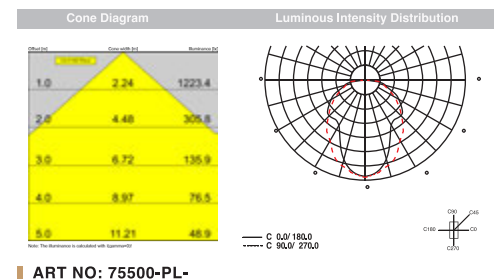 Cone Diagram
Luminous Intensity Distribution
Offset [m] Cone width [m] Illuminance [lx]
1.0 2.24 1223.4
2.0 4.48 305.8
3.0 6.72 135.9
4.0 8.97 76.5
5.0 11.21 48.9
Note: The illuminance is calculated with
C 0.0/ 180.0
C 90.0/ 270.0
C90 C45
C180 C0
C270
ART NO: 75500-PL-